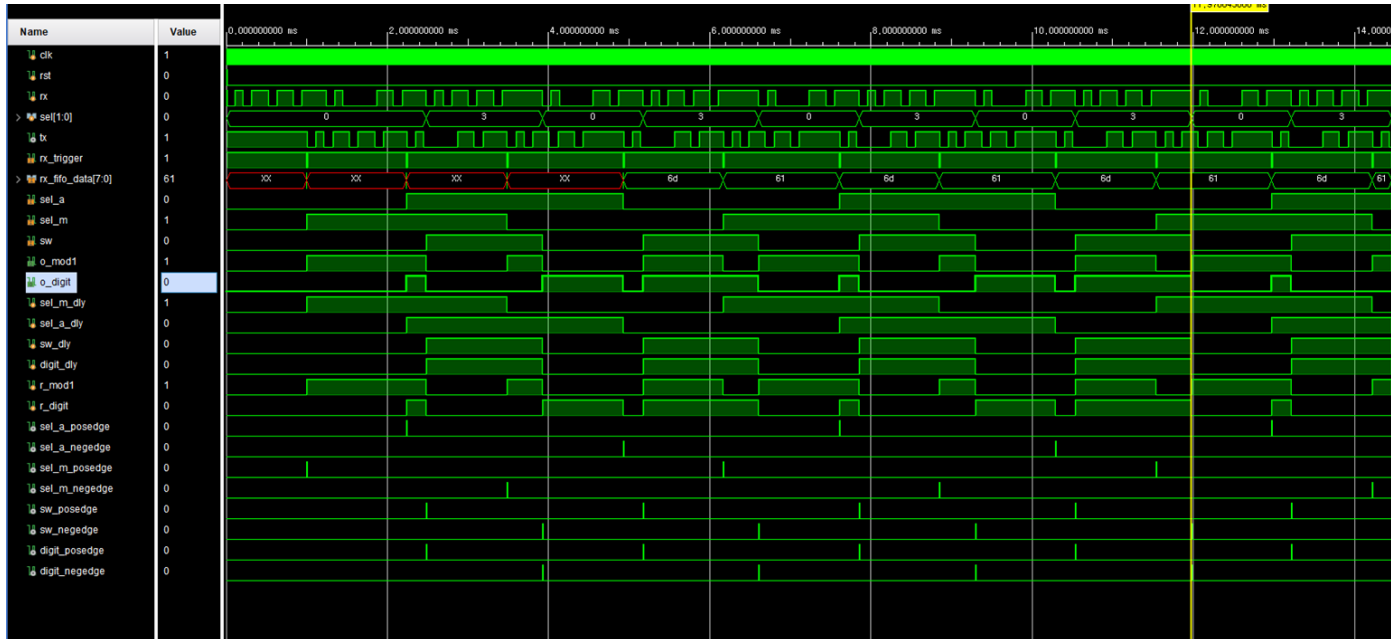 11,970045000 ms
Name Value
0,000000000 ms 2,000000000 ms 4,000000000 ms 6,000000000 ms 8,000000000 ms 10,000000000 ms 12,000000000 ms 14,0000
clk 1
rst 0
rx 0
sel[1:0] 0 0 3 0 3 0 3 0 3 0 3
tx 1
rx_trigger 1
rx_fifo_data[7:0] 61 XX XX XX XX 6d 61 6d 61 6d 61 6d 61
sel_a 0
sel_m 1
sw 0
o_mod1 1
o_digit 0
sel_m_dly 1
sel_a_dly 0
sw_dly 0
digit_dly 0
r_mod1 1
r_digit 0
sel_a_posedge 0
sel_a_negedge 0
sel_m_posedge 0
sel_m_negedge 0
sw_posedge 0
sw_negedge 0
digit_posedge 0
digit_negedge 0